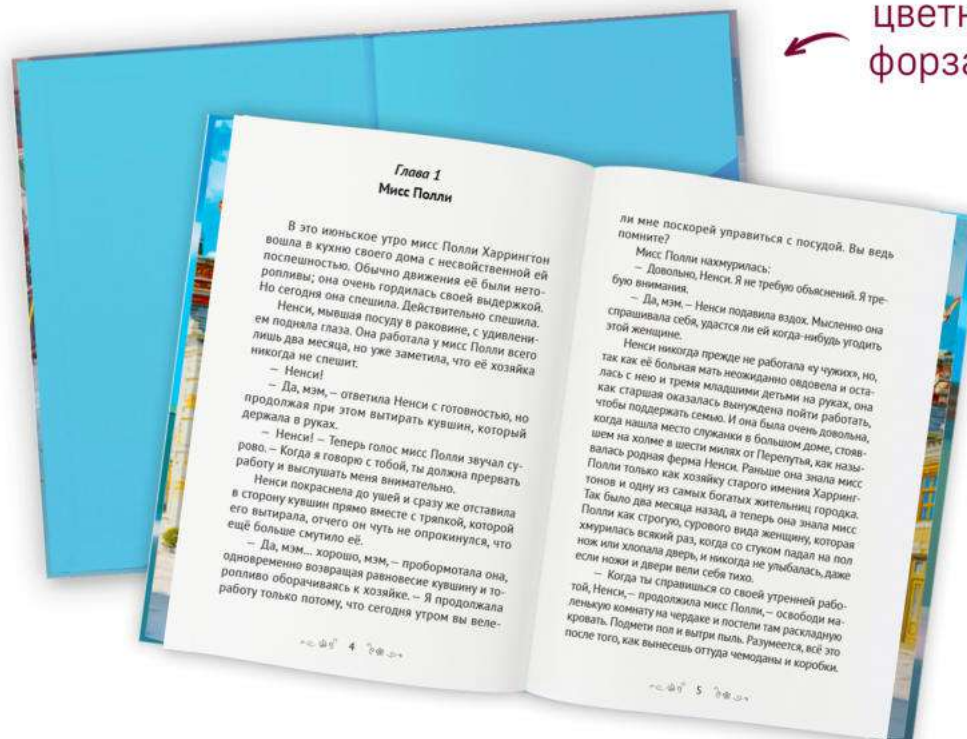 цветн
форза
Глава 1
Мисс Полли
В это июньское утро мисс Полли Харрингтон
вошла в кухню своего дома с несвойственной ей
поспешностью. Обычно движения её были нето-
ропливы; она очень гордилась своей выдержкой.
Но сегодня она спешила. Действительно спешила.
Ненси, мывшая посуду в раковине, с удивлени-
ем подняла глаза. Она работала у мисс Полли всего
лишь два месяца, но уже заметила, что её хозяйка
никогда не спешит.
— Ненси!
— Да, мэм, — ответила Ненси с готовностью, но
продолжая при этом вытирать кувшин, который
держала в руках.
— Ненси! — Теперь голос мисс Полли звучал су-
рово. — Когда я говорю с тобой, ты должна прервать
работу и выслушать меня внимательно.
Ненси покраснела до ушей и сразу же отставила
в сторону кувшин прямо вместе с тряпкой, которой
его вытирала, отчего он чуть не опрокинулся, что
ещё больше смутило её.
— Да, мэм... хорошо, мэм, — пробормотала она,
одновременно возвращая равновесие кувшину и то-
ропливо оборачиваясь к хозяйке. — Я продолжала
работу только потому, что сегодня утром вы веле-
4
ли мне поскорей управиться с посудой. Вы ведь
помните?
Мисс Полли нахмурилась:
— Довольно, Ненси. Я не требую объяснений. Я тре-
бую внимания.
— Да, мэм. — Ненси подавила вздох. Мысленно она
спрашивала себя, удастся ли ей когда-нибудь угодить
этой женщине.
Ненси никогда прежде не работала «у чужих», но,
так как её больная мать неожиданно овдовела и оста-
лась с нею и тремя младшими детьми на руках, она
как старшая оказалась вынуждена пойти работать,
чтобы поддержать семью. И она была очень довольна,
когда нашла место служанки в большом доме, стояв-
шем на холме в шести милях от Перепутья, как назы-
валась родная ферма Ненси. Раньше она знала мисс
Полли только как хозяйку старого имения Харринг-
тонов и одну из самых богатых жительниц городка.
Так было два месяца назад, а теперь она знала мисс
Полли как строгую, сурового вида женщину, которая
хмурилась всякий раз, когда со стуком падал на пол
нож или хлопала дверь, и никогда не улыбалась, даже
если ножи и двери вели себя тихо.
— Когда ты справишься со своей утренней рабо-
той, Ненси, — продолжила мисс Полли, — освободи ма-
ленькую комнату на чердаке и постели там раскладную
кровать. Подмети пол и вытри пыль. Разумеется, всё это
после того, как вынесешь оттуда чемоданы и коробки.
5